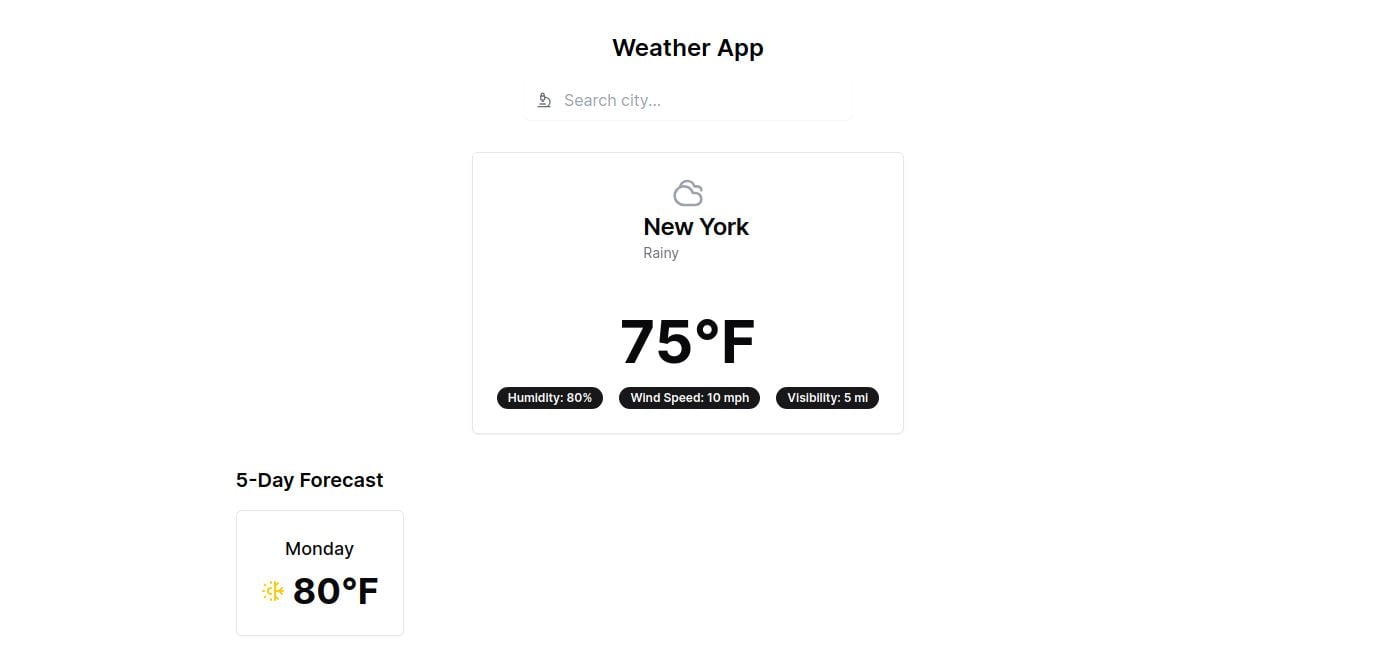 Weather App
Search city...
New York
Rainy
75°F
Humidity: 80% Wind Speed: 10 mph Visibility: 5 mi
5-Day Forecast
Monday
80°F